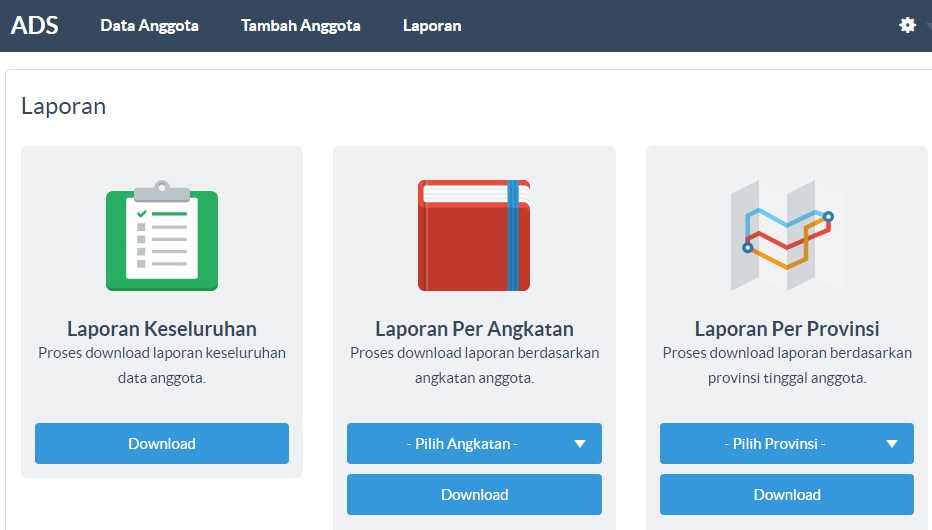 ADS Data Anggota Tambah Anggota Laporan
Laporan
Laporan Keseluruhan
Proses download laporan keseluruhan
data anggota.
Download
Laporan Per Angkatan
Proses download laporan berdasarkan
angkatan anggota.
- Pilih Angkatan -
Download
Laporan Per Provinsi
Proses download laporan berdasarkan
provinsi tinggal anggota.
- Pilih Provinsi -
Download